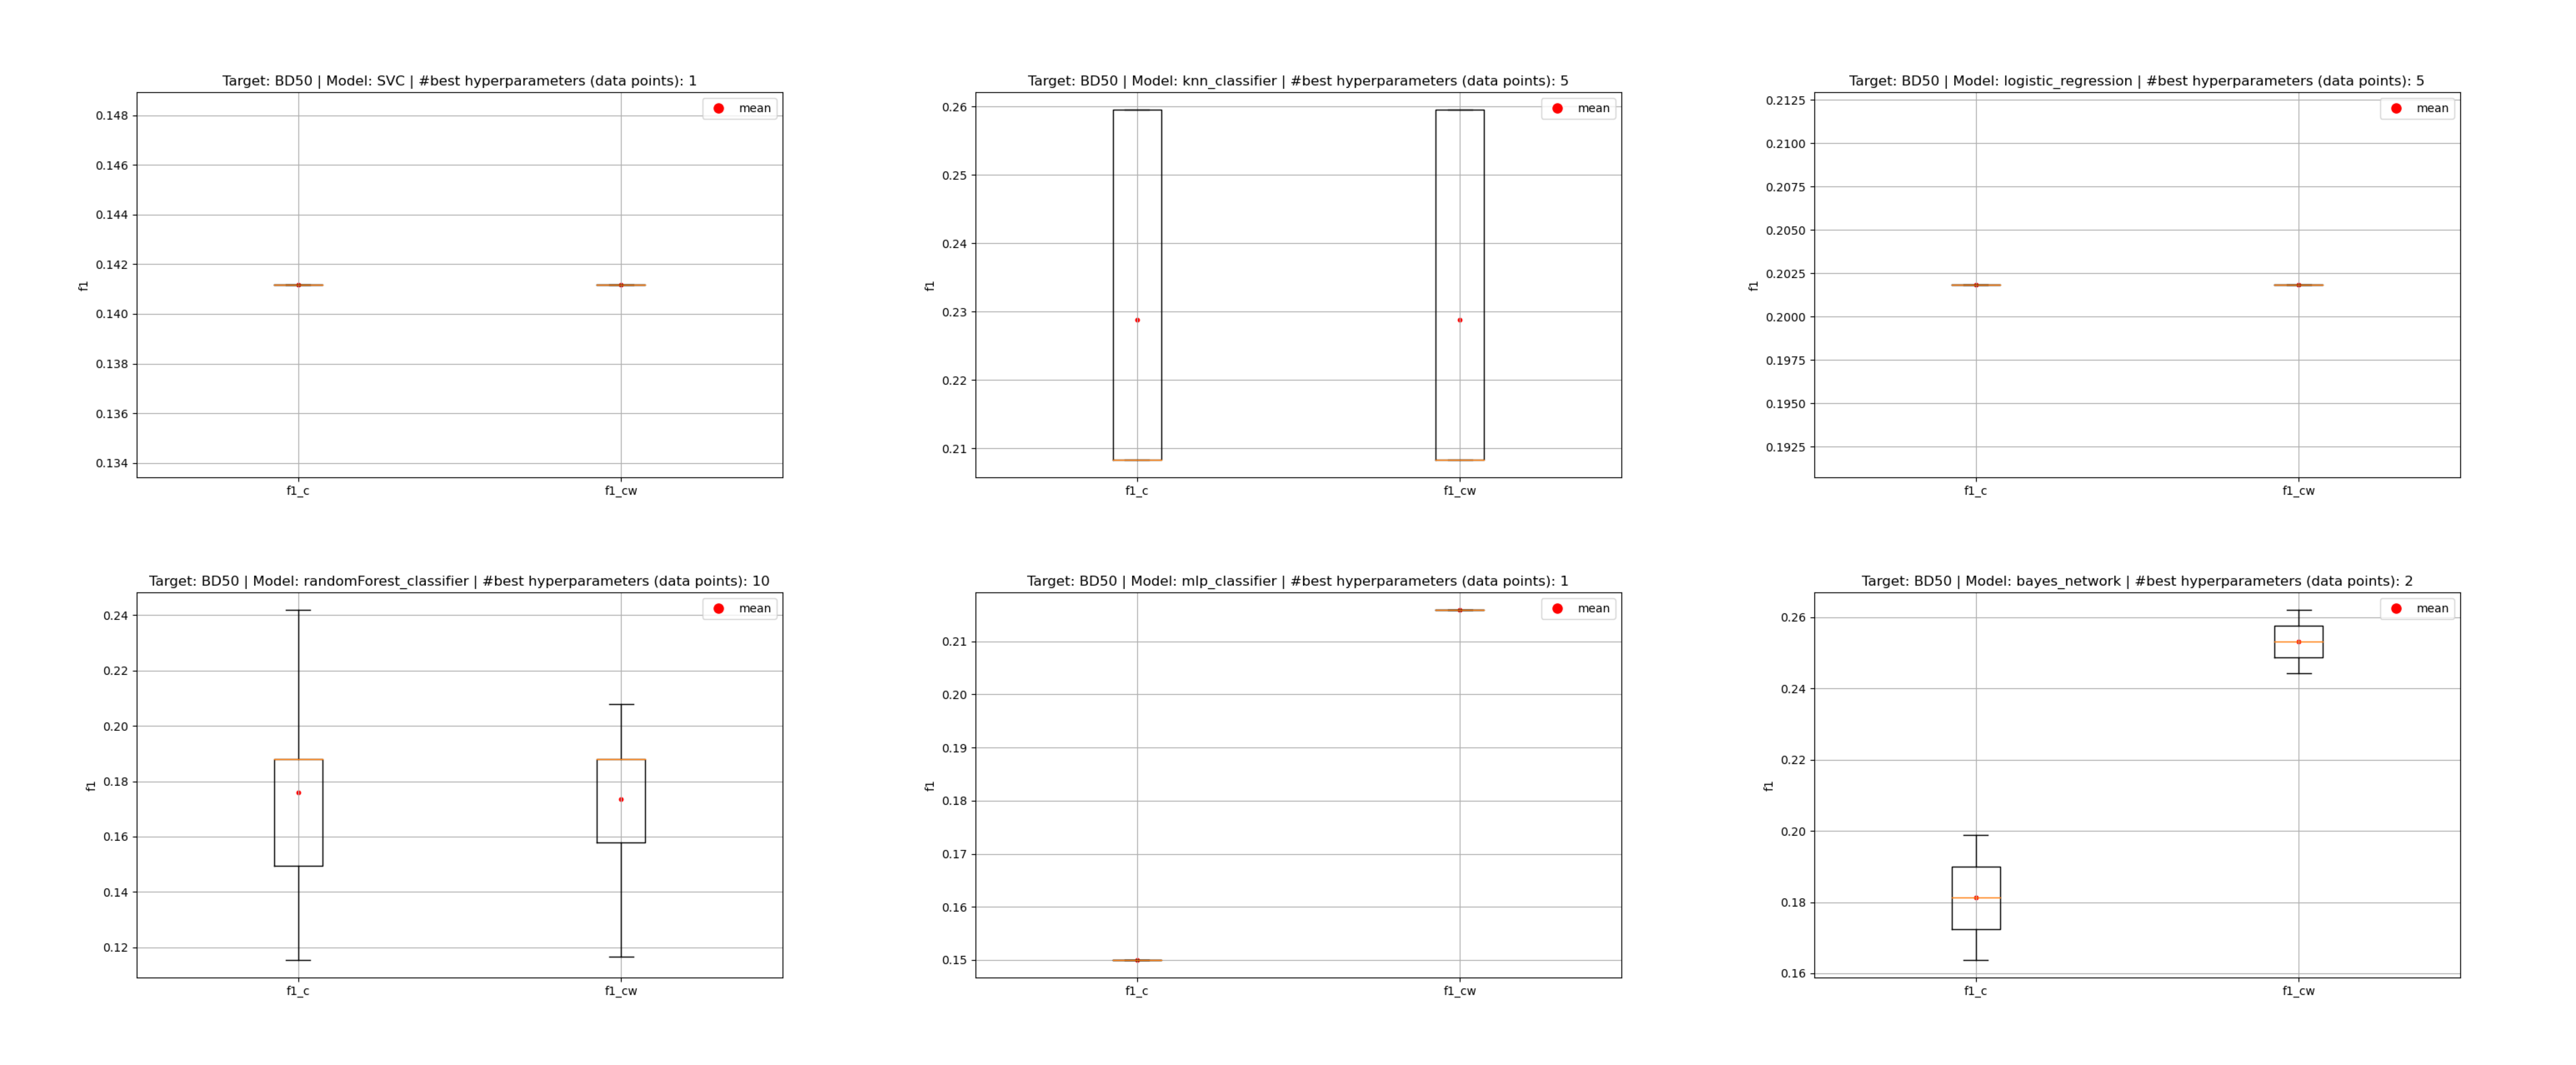 Target: BD50 | Model: SVC | #best hyperparameters (data points): 1
mean
0.148
0.146
0.144
0.142
0.140
0.138
0.136
0.134
f1
f1_c
f1_cw
Target: BD50 | Model: knn_classifier | #best hyperparameters (data points): 5
mean
0.26
0.25
0.24
0.23
0.22
0.21
f1
f1_c
f1_cw
Target: BD50 | Model: logistic_regression | #best hyperparameters (data points): 5
mean
0.2125
0.2100
0.2075
0.2050
0.2025
0.2000
0.1975
0.1950
0.1925
f1
f1_c
f1_cw
Target: BD50 | Model: randomForest_classifier | #best hyperparameters (data points): 10
mean
0.24
0.22
0.20
0.18
0.16
0.14
0.12
f1
f1_c
f1_cw
Target: BD50 | Model: mlp_classifier | #best hyperparameters (data points): 1
mean
0.21
0.20
0.19
0.18
0.17
0.16
0.15
f1
f1_c
f1_cw
Target: BD50 | Model: bayes_network | #best hyperparameters (data points): 2
mean
0.26
0.24
0.22
0.20
0.18
0.16
f1
f1_c
f1_cw